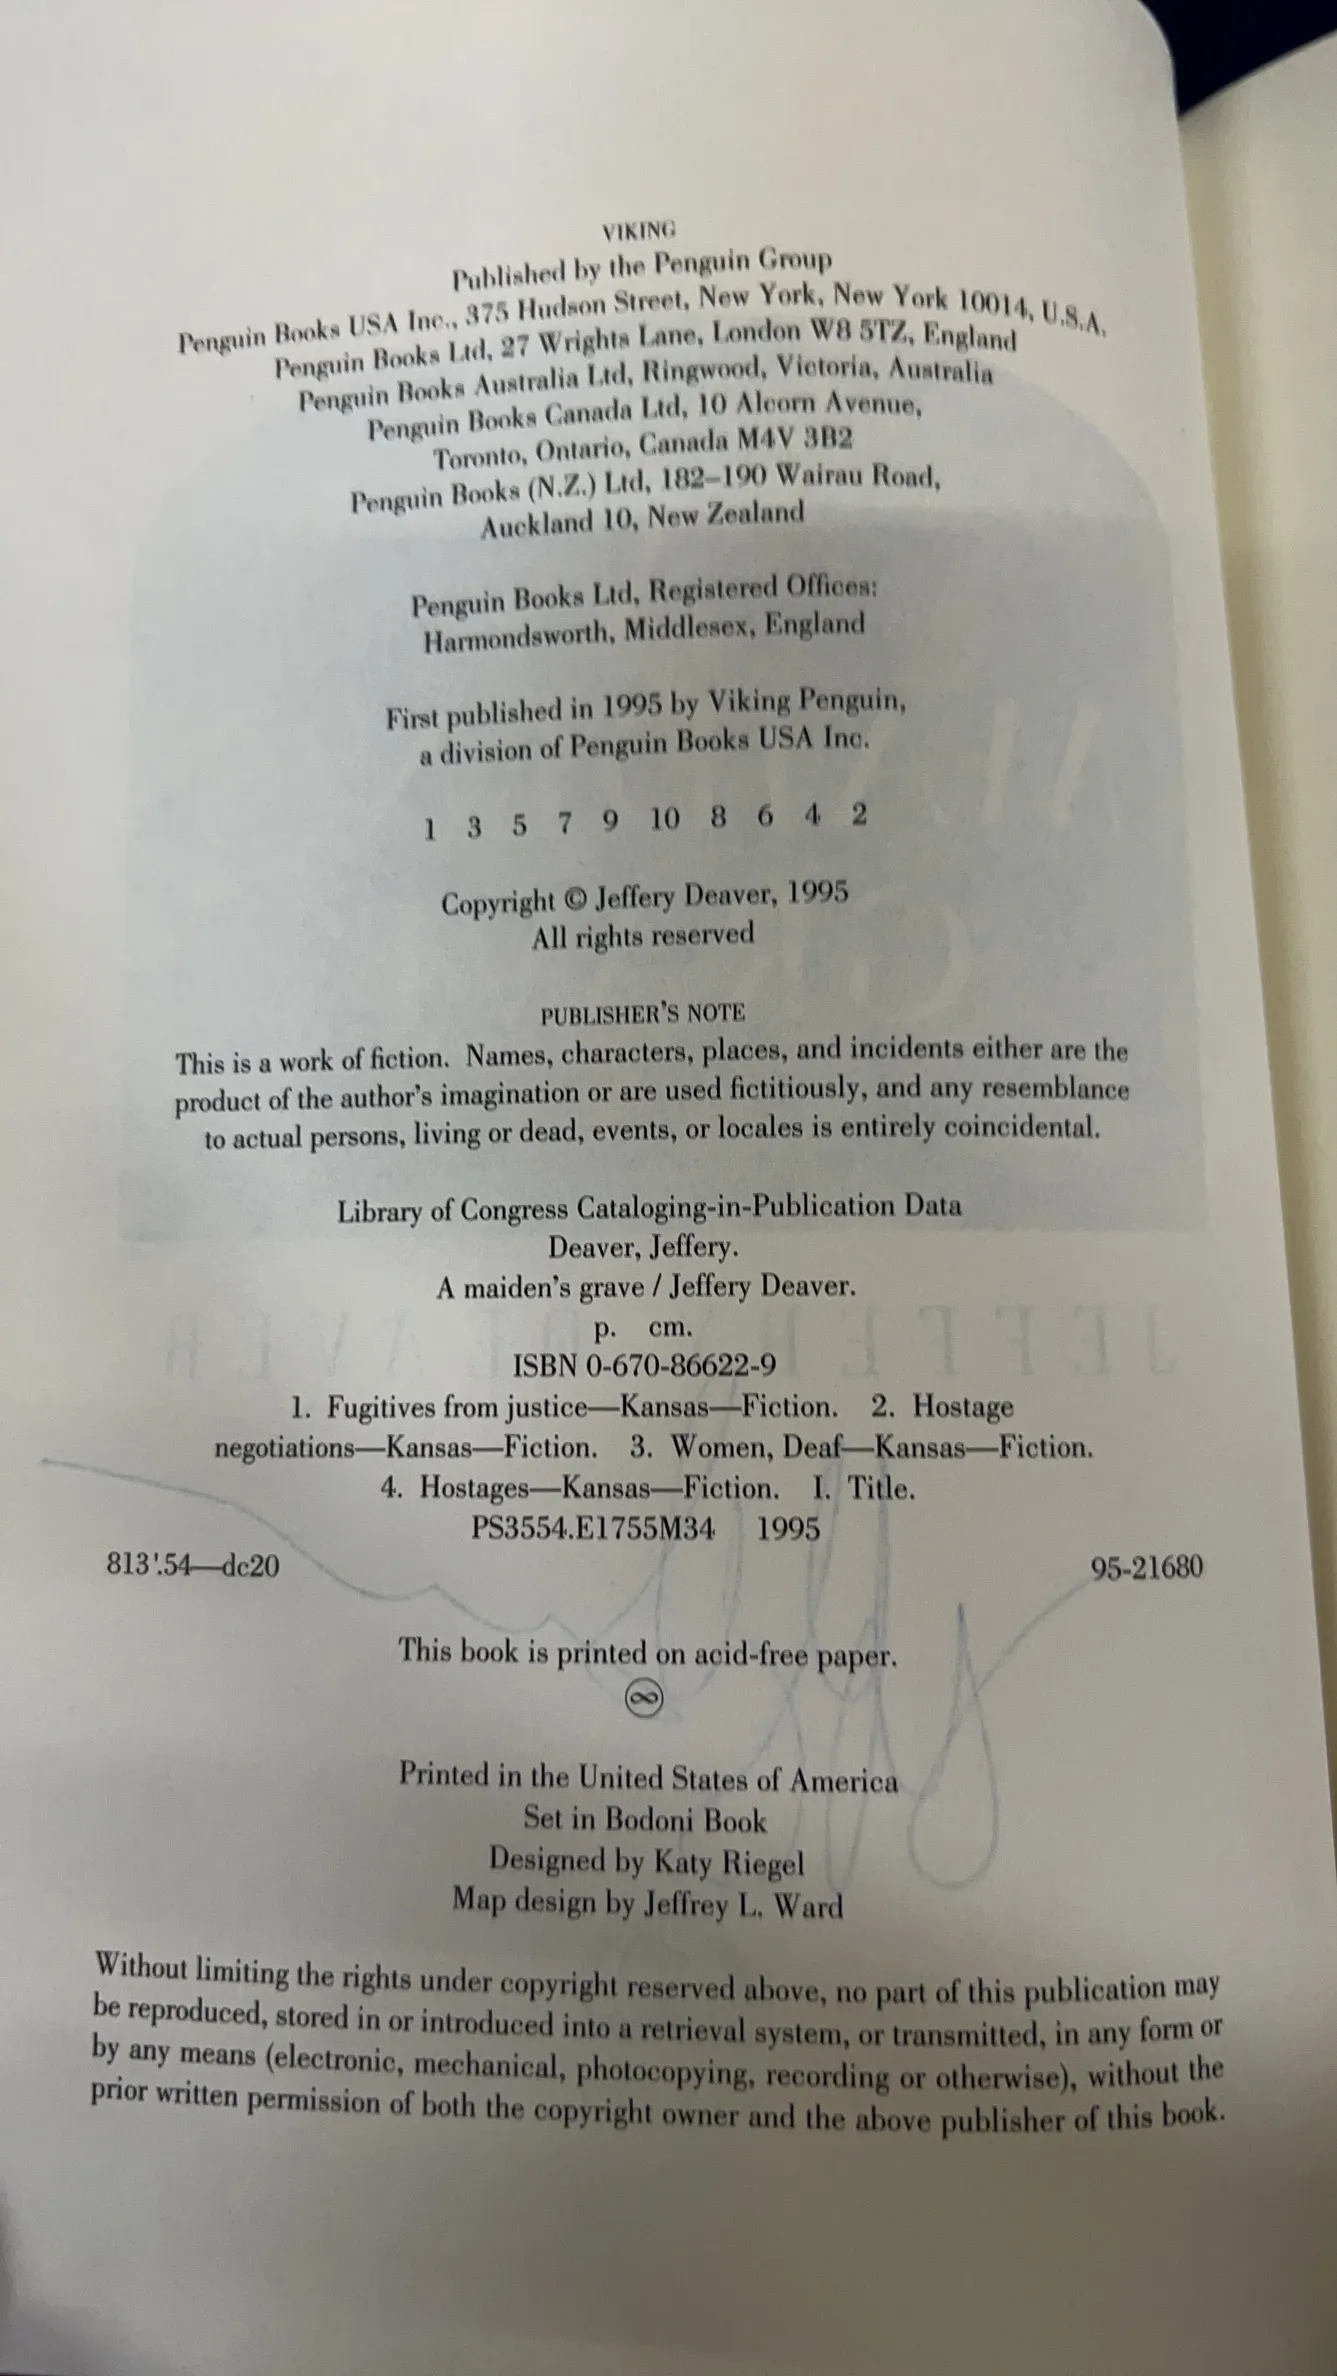 VIKING
Published by the Penguin Group
Penguin Books USA Inc., 375 Hudson Street, New York, New York 10014, U.S.A.
Penguin Books Ltd, 27 Wrights Lane, London W8 5TZ, England
Penguin Books Australia Ltd, Ringwood, Victoria, Australia
Penguin Books Canada Ltd, 10 Alcorn Avenue,
Toronto, Ontario, Canada M4V 3B2
Penguin Books (N.Z.) Ltd, 182–190 Wairau Road,
Auckland 10, New Zealand
Penguin Books Ltd, Registered Offices:
Harmondsworth, Middlesex, England
First published in 1995 by Viking Penguin,
a division of Penguin Books USA Inc.
1 3 5 7 9 10 8 6 4 2
Copyright © Jeffery Deaver, 1995
All rights reserved
PUBLISHER'S NOTE
This is a work of fiction. Names, characters, places, and incidents either are the
product of the author's imagination or are used fictitiously, and any resemblance
to actual persons, living or dead, events, or locales is entirely coincidental.
Library of Congress Cataloging-in-Publication Data
Deaver, Jeffery.
A maiden's grave / Jeffery Deaver.
p. cm.
ISBN 0-670-86622-9
1. Fugitives from justice—Kansas—Fiction. 2. Hostage
negotiations—Kansas—Fiction. 3. Women, Deaf—Kansas—Fiction.
4. Hostages—Kansas—Fiction. I. Title.
PS3554.E1755M34 1995
813'.54—dc20 95-21680
This book is printed on acid-free paper.
∞
Printed in the United States of America
Set in Bodoni Book
Designed by Katy Riegel
Map design by Jeffrey L. Ward
Without limiting the rights under copyright reserved above, no part of this publication may
be reproduced, stored in or introduced into a retrieval system, or transmitted, in any form or
by any means (electronic, mechanical, photocopying, recording or otherwise), without the
prior written permission of both the copyright owner and the above publisher of this book.